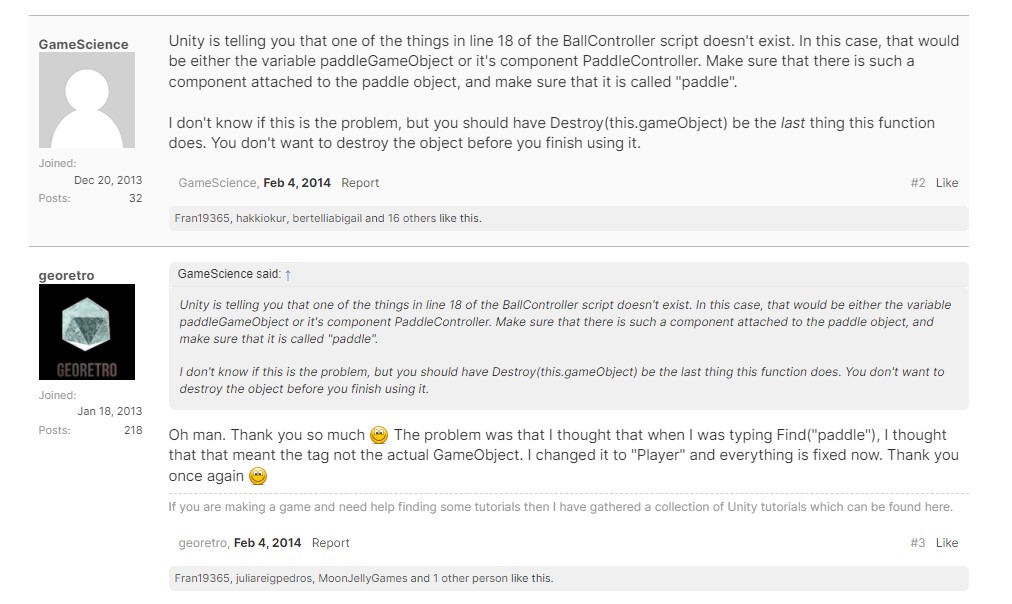 GameScience
Unity is telling you that one of the things in line 18 of the BallController script doesn't exist. In this case, that would
be either the variable paddleGameObject or it's component PaddleController. Make sure that there is such a
component attached to the paddle object, and make sure that it is called "paddle".
I don't know if this is the problem, but you should have Destroy(this.gameObject) be the last thing this function
does. You don't want to destroy the object before you finish using it.
Joined:
Dec 20, 2013
Posts: 32
GameScience, Feb 4, 2014 Report #2 Like
Fran19365, hakkiokur, bertelliabigail and 16 others like this.
georetro
GEORETRO
Joined:
Jan 18, 2013
Posts: 218
GameScience said: ↑
Unity is telling you that one of the things in line 18 of the BallController script doesn't exist. In this case, that would be either the variable
paddleGameObject or it's component PaddleController. Make sure that there is such a component attached to the paddle object, and
make sure that it is called "paddle".
I don't know if this is the problem, but you should have Destroy(this.gameObject) be the last thing this function does. You don't want to
destroy the object before you finish using it.
Oh man. Thank you so much The problem was that I thought that when I was typing Find("paddle"), I thought
that that meant the tag not the actual GameObject. I changed it to "Player" and everything is fixed now. Thank you
once again
If you are making a game and need help finding some tutorials then I have gathered a collection of Unity tutorials which can be found here.
georetro, Feb 4, 2014 Report #3 Like
Fran19365, juliareigpedros, MoonJellyGames and 1 other person like this.